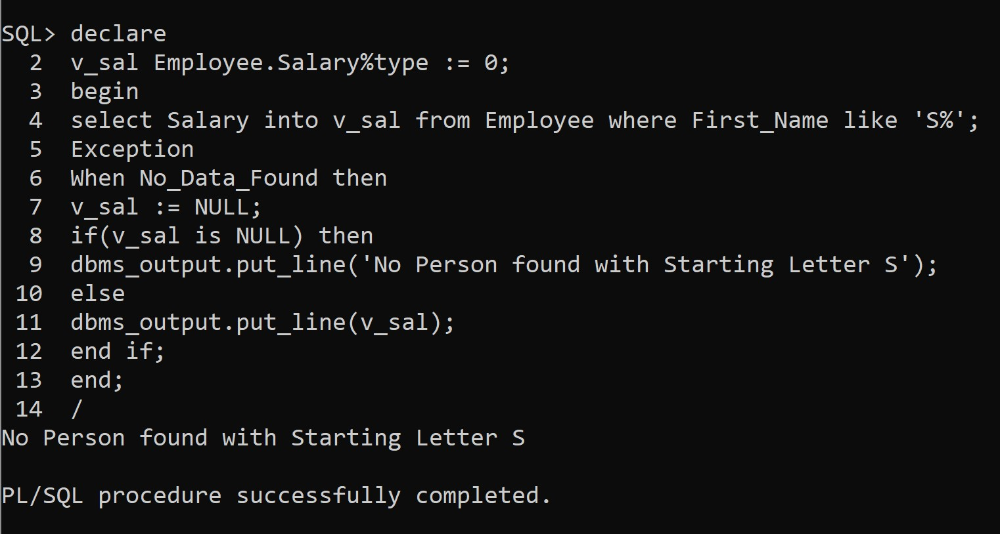 SQL> declare
  2  v_sal Employee.Salary%type := 0;
  3  begin
  4  select Salary into v_sal from Employee where First_Name like 'S%';
  5  Exception
  6  When No_Data_Found then
  7  v_sal := NULL;
  8  if(v_sal is NULL) then
  9  dbms_output.put_line('No Person found with Starting Letter S');
 10  else
 11  dbms_output.put_line(v_sal);
 12  end if;
 13  end;
 14  /
No Person found with Starting Letter S
PL/SQL procedure successfully completed.